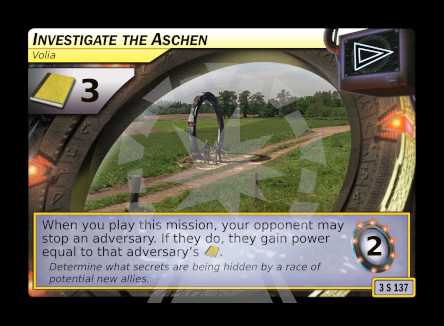 INVESTIGATE THE ASCHEN
Volia
3
When you play this mission, your opponent may
stop an adversary. If they do, they gain power
equal to that adversary's .
Determine what secrets are being hidden by a race of
potential new allies.
2
3 S 137